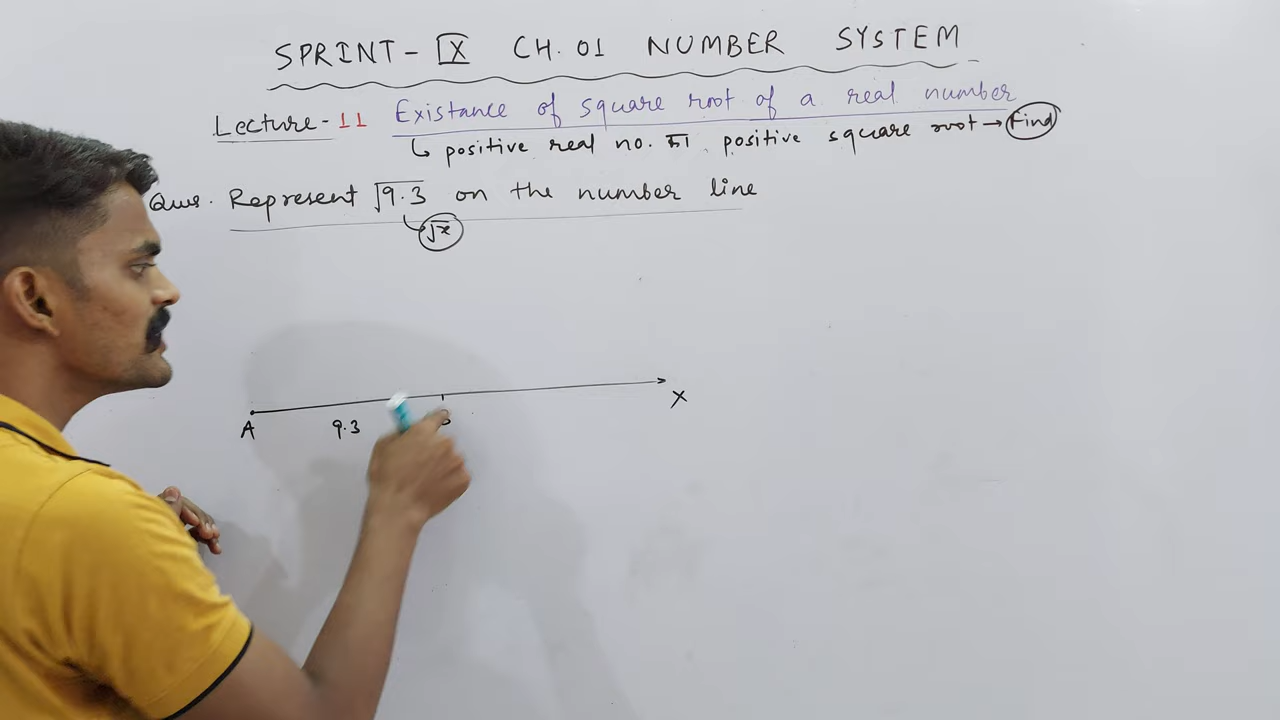 SPRINT-IX CH.01 NUMBER SYSTEM
Lecture-11 Existance of square root of a real number
↳ positive real no. का positive square root → Find
Ques. Represent √9.3 on the number line
√x
X
A 9.3